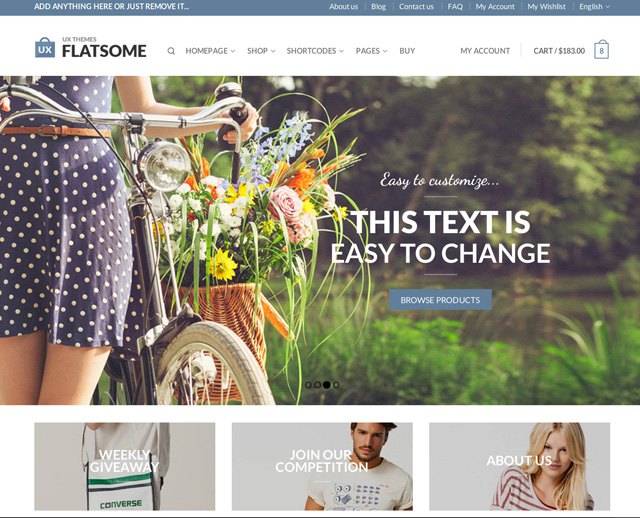 ADD ANYTHING HERE OR JUST REMOVE IT...
About us
Blog
Contact us
FAQ
My Account
My Wishlist
English
UX
UX THEMES
FLATSOME
HOMEPAGE
SHOP
SHORTCODES
PAGES
BUY
MY ACCOUNT
CART / $183.00
8
Easy to customize...
THIS TEXT IS
EASY TO CHANGE
BROWSE PRODUCTS
WEEKLY
GIVEAWAY
CONVERSE
JOIN OUR
COMPETITION
ABOUT US